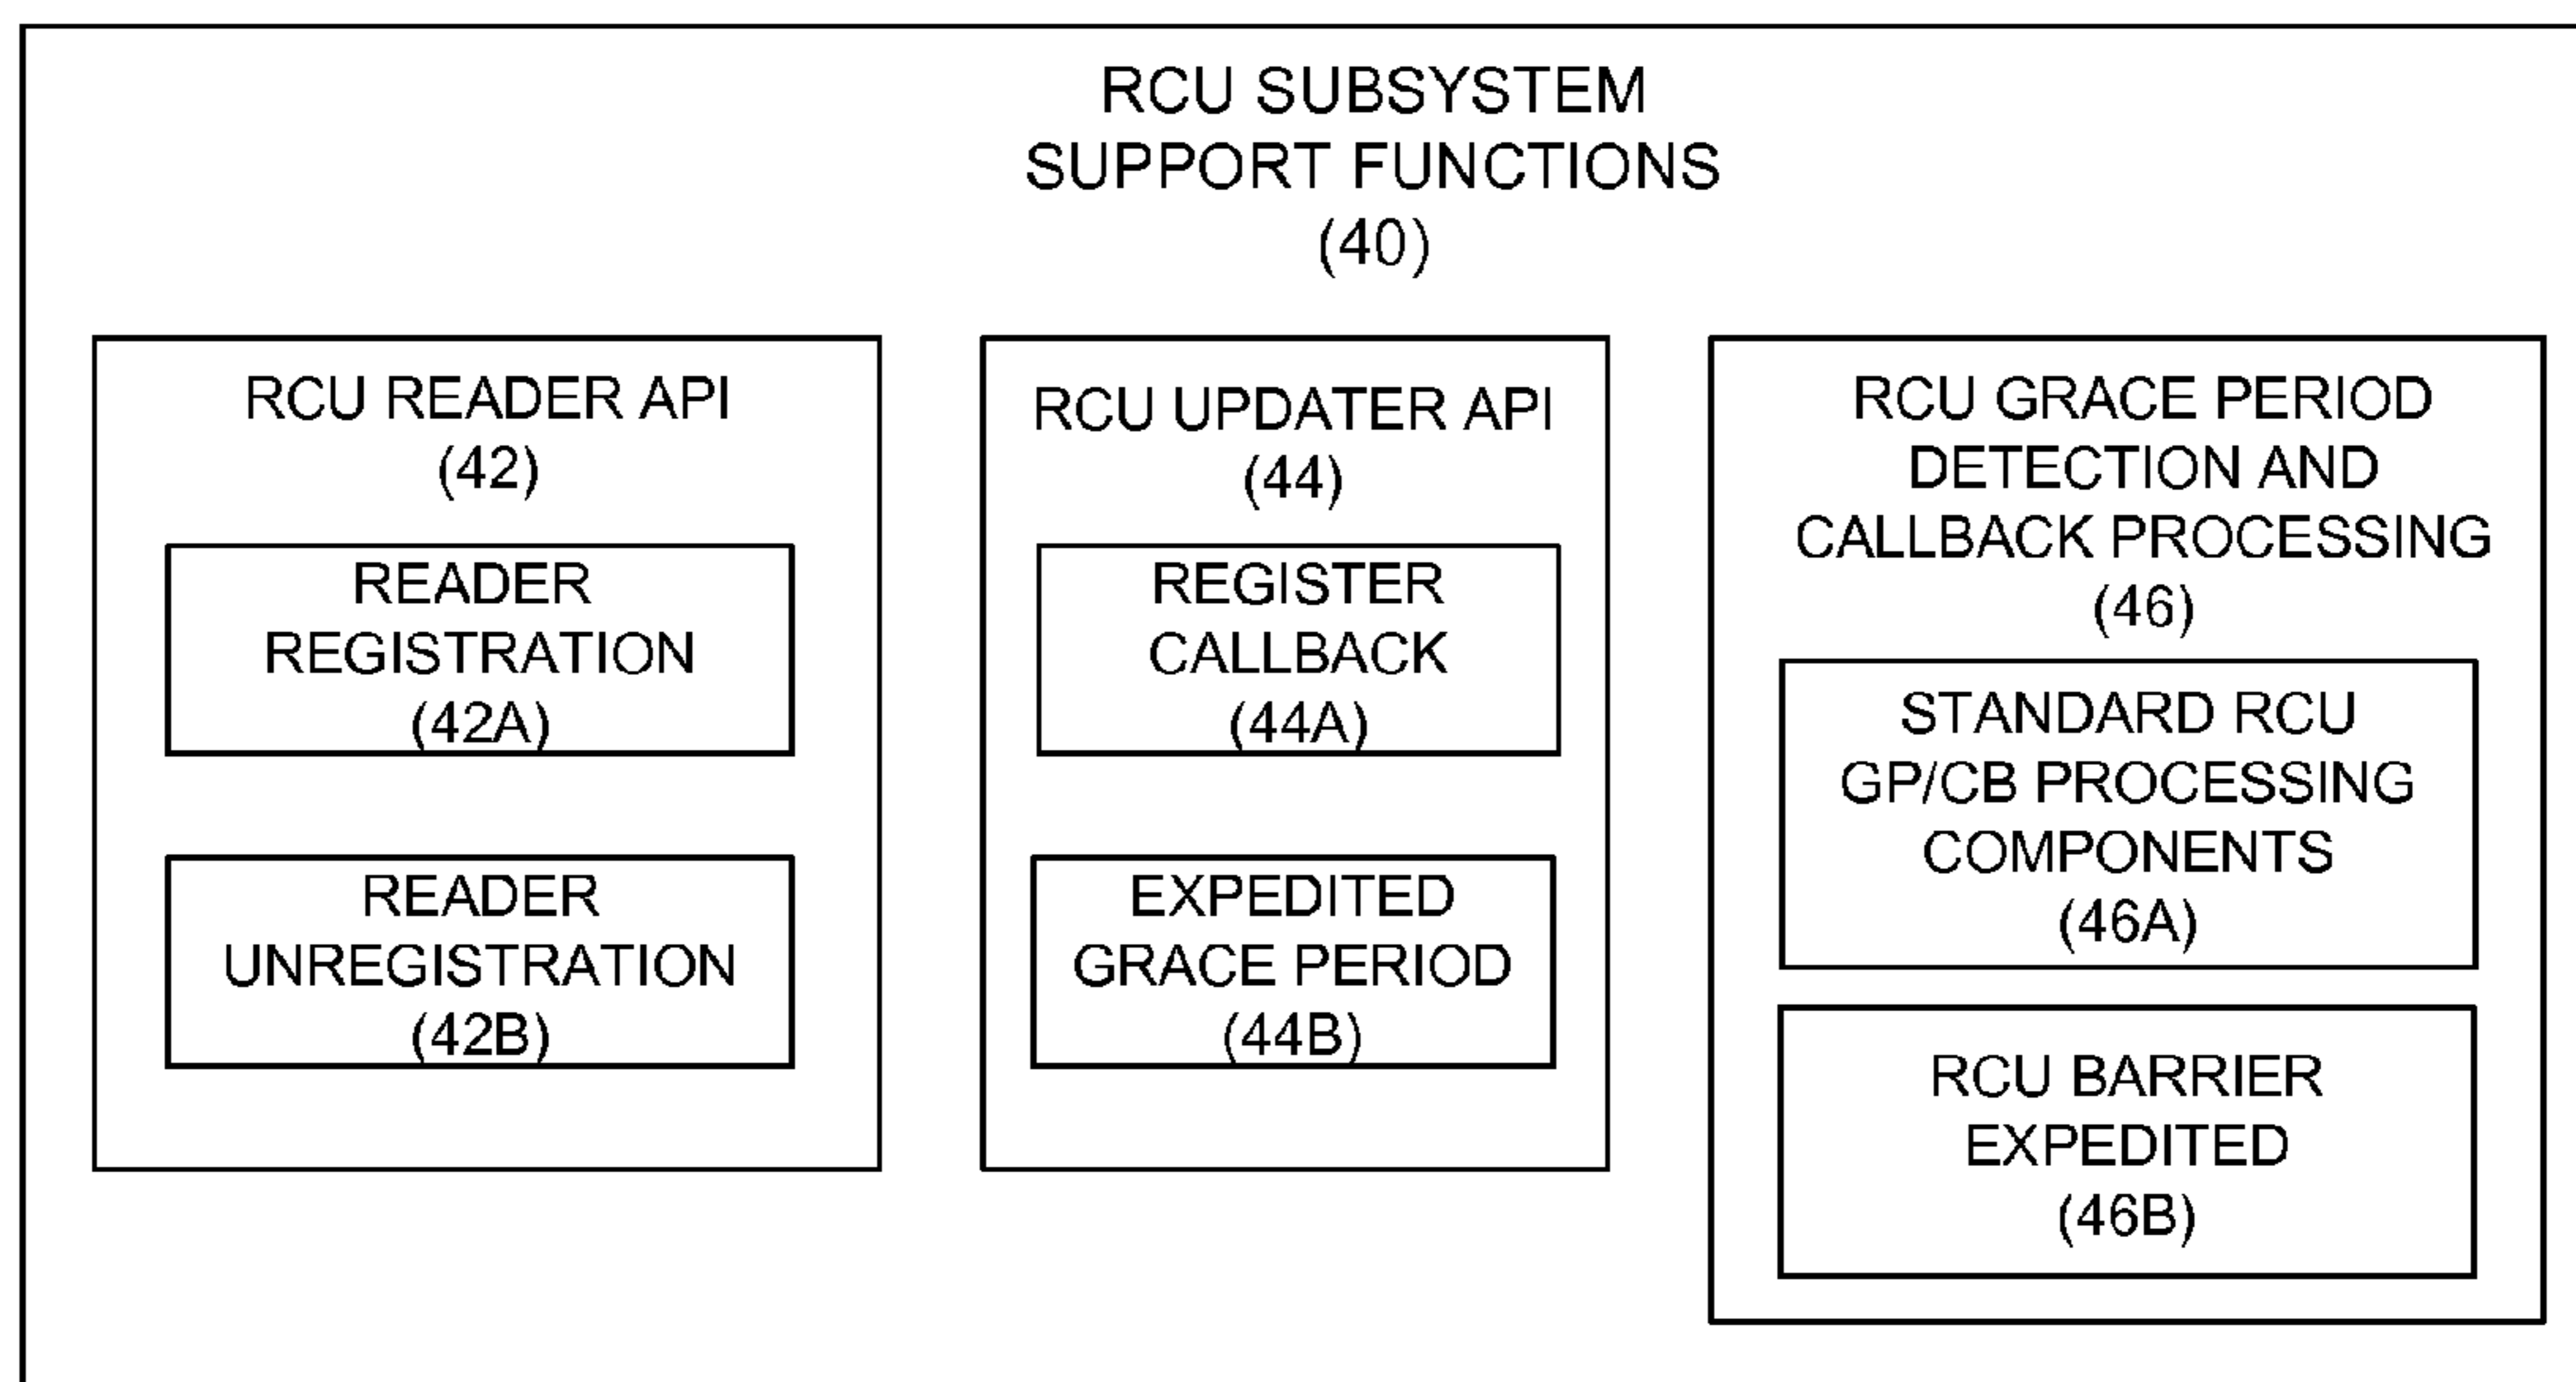 RCU SUBSYSTEM
SUPPORT FUNCTIONS
(40)
RCU READER API
(42)
READER
REGISTRATION
(42A)
READER
UNREGISTRATION
(42B)
RCU UPDATER API
(44)
REGISTER
CALLBACK
(44A)
EXPEDITED
GRACE PERIOD
(44B)
RCU GRACE PERIOD
DETECTION AND
CALLBACK PROCESSING
(46)
STANDARD RCU
GP/CB PROCESSING
COMPONENTS
(46A)
RCU BARRIER
EXPEDITED
(46B)